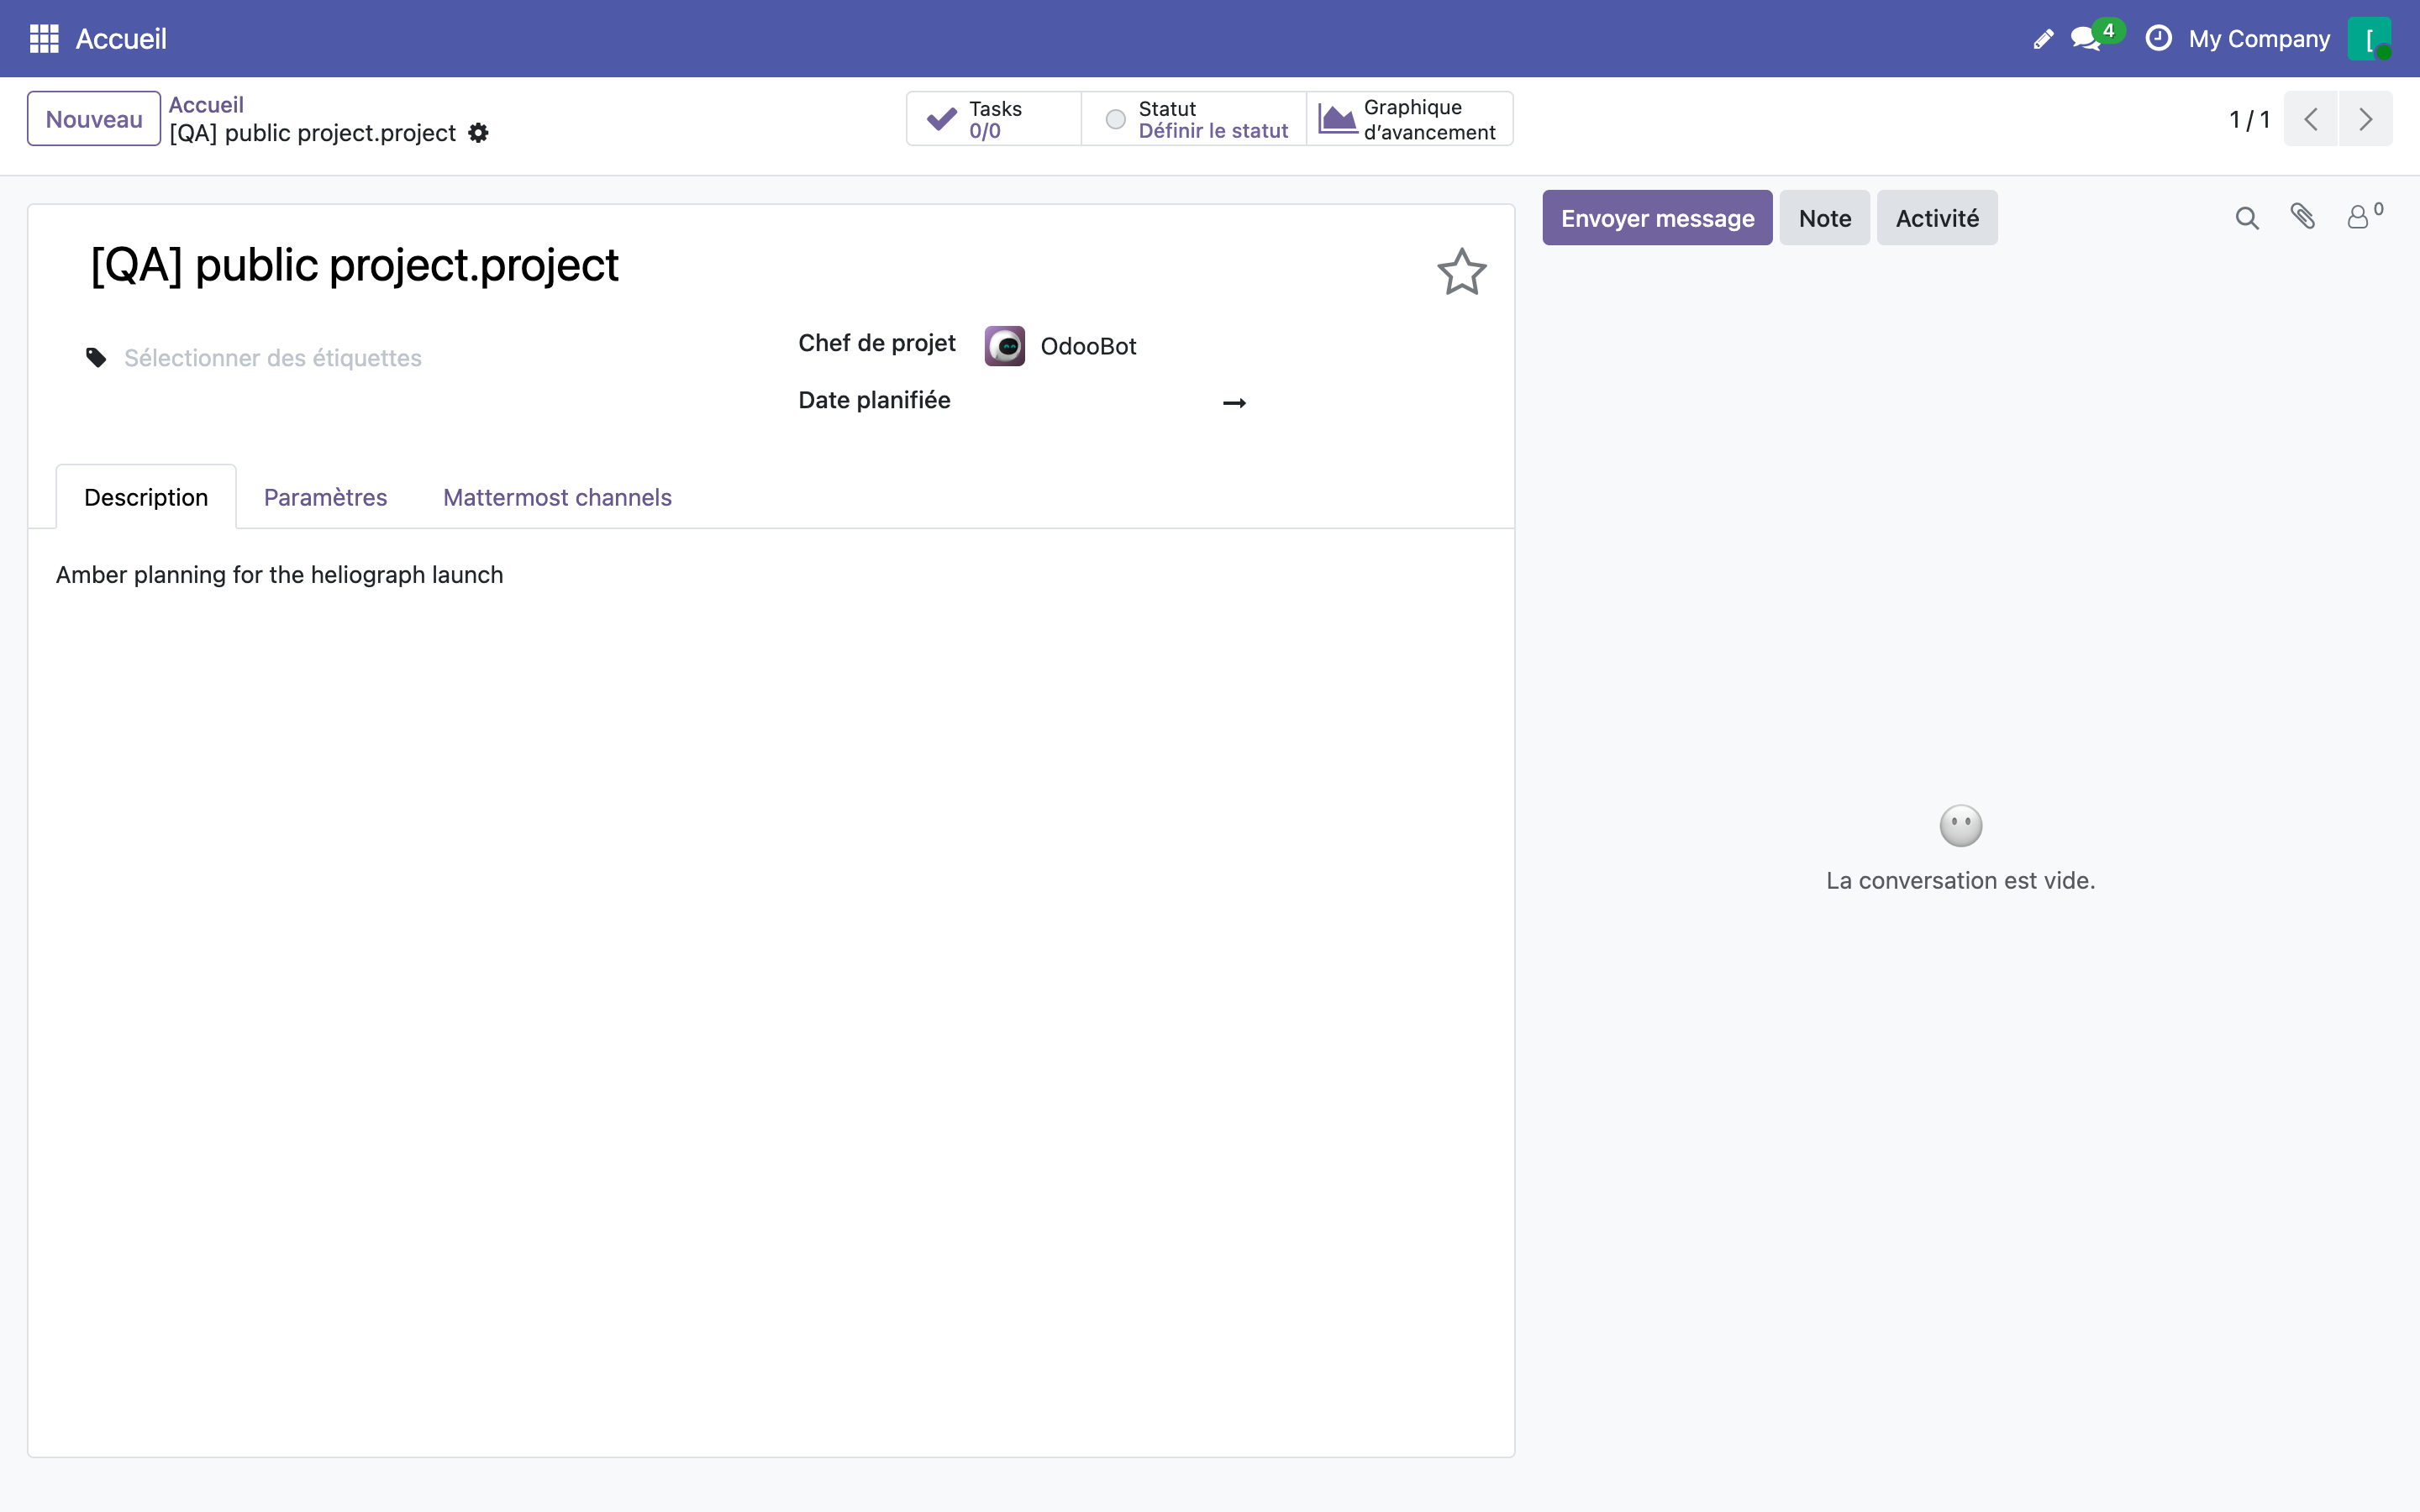 Accueil
4
My Company
[
Nouveau
Accueil
[QA] public project.project
Tasks
0/0
Statut
Définir le statut
Graphique
d’avancement
1 / 1
[QA] public project.project
Sélectionner des étiquettes
Chef de projet
OdooBot
Date planifiée
Description
Paramètres
Mattermost channels
Amber planning for the heliograph launch
Envoyer message
Note
Activité
0
La conversation est vide.